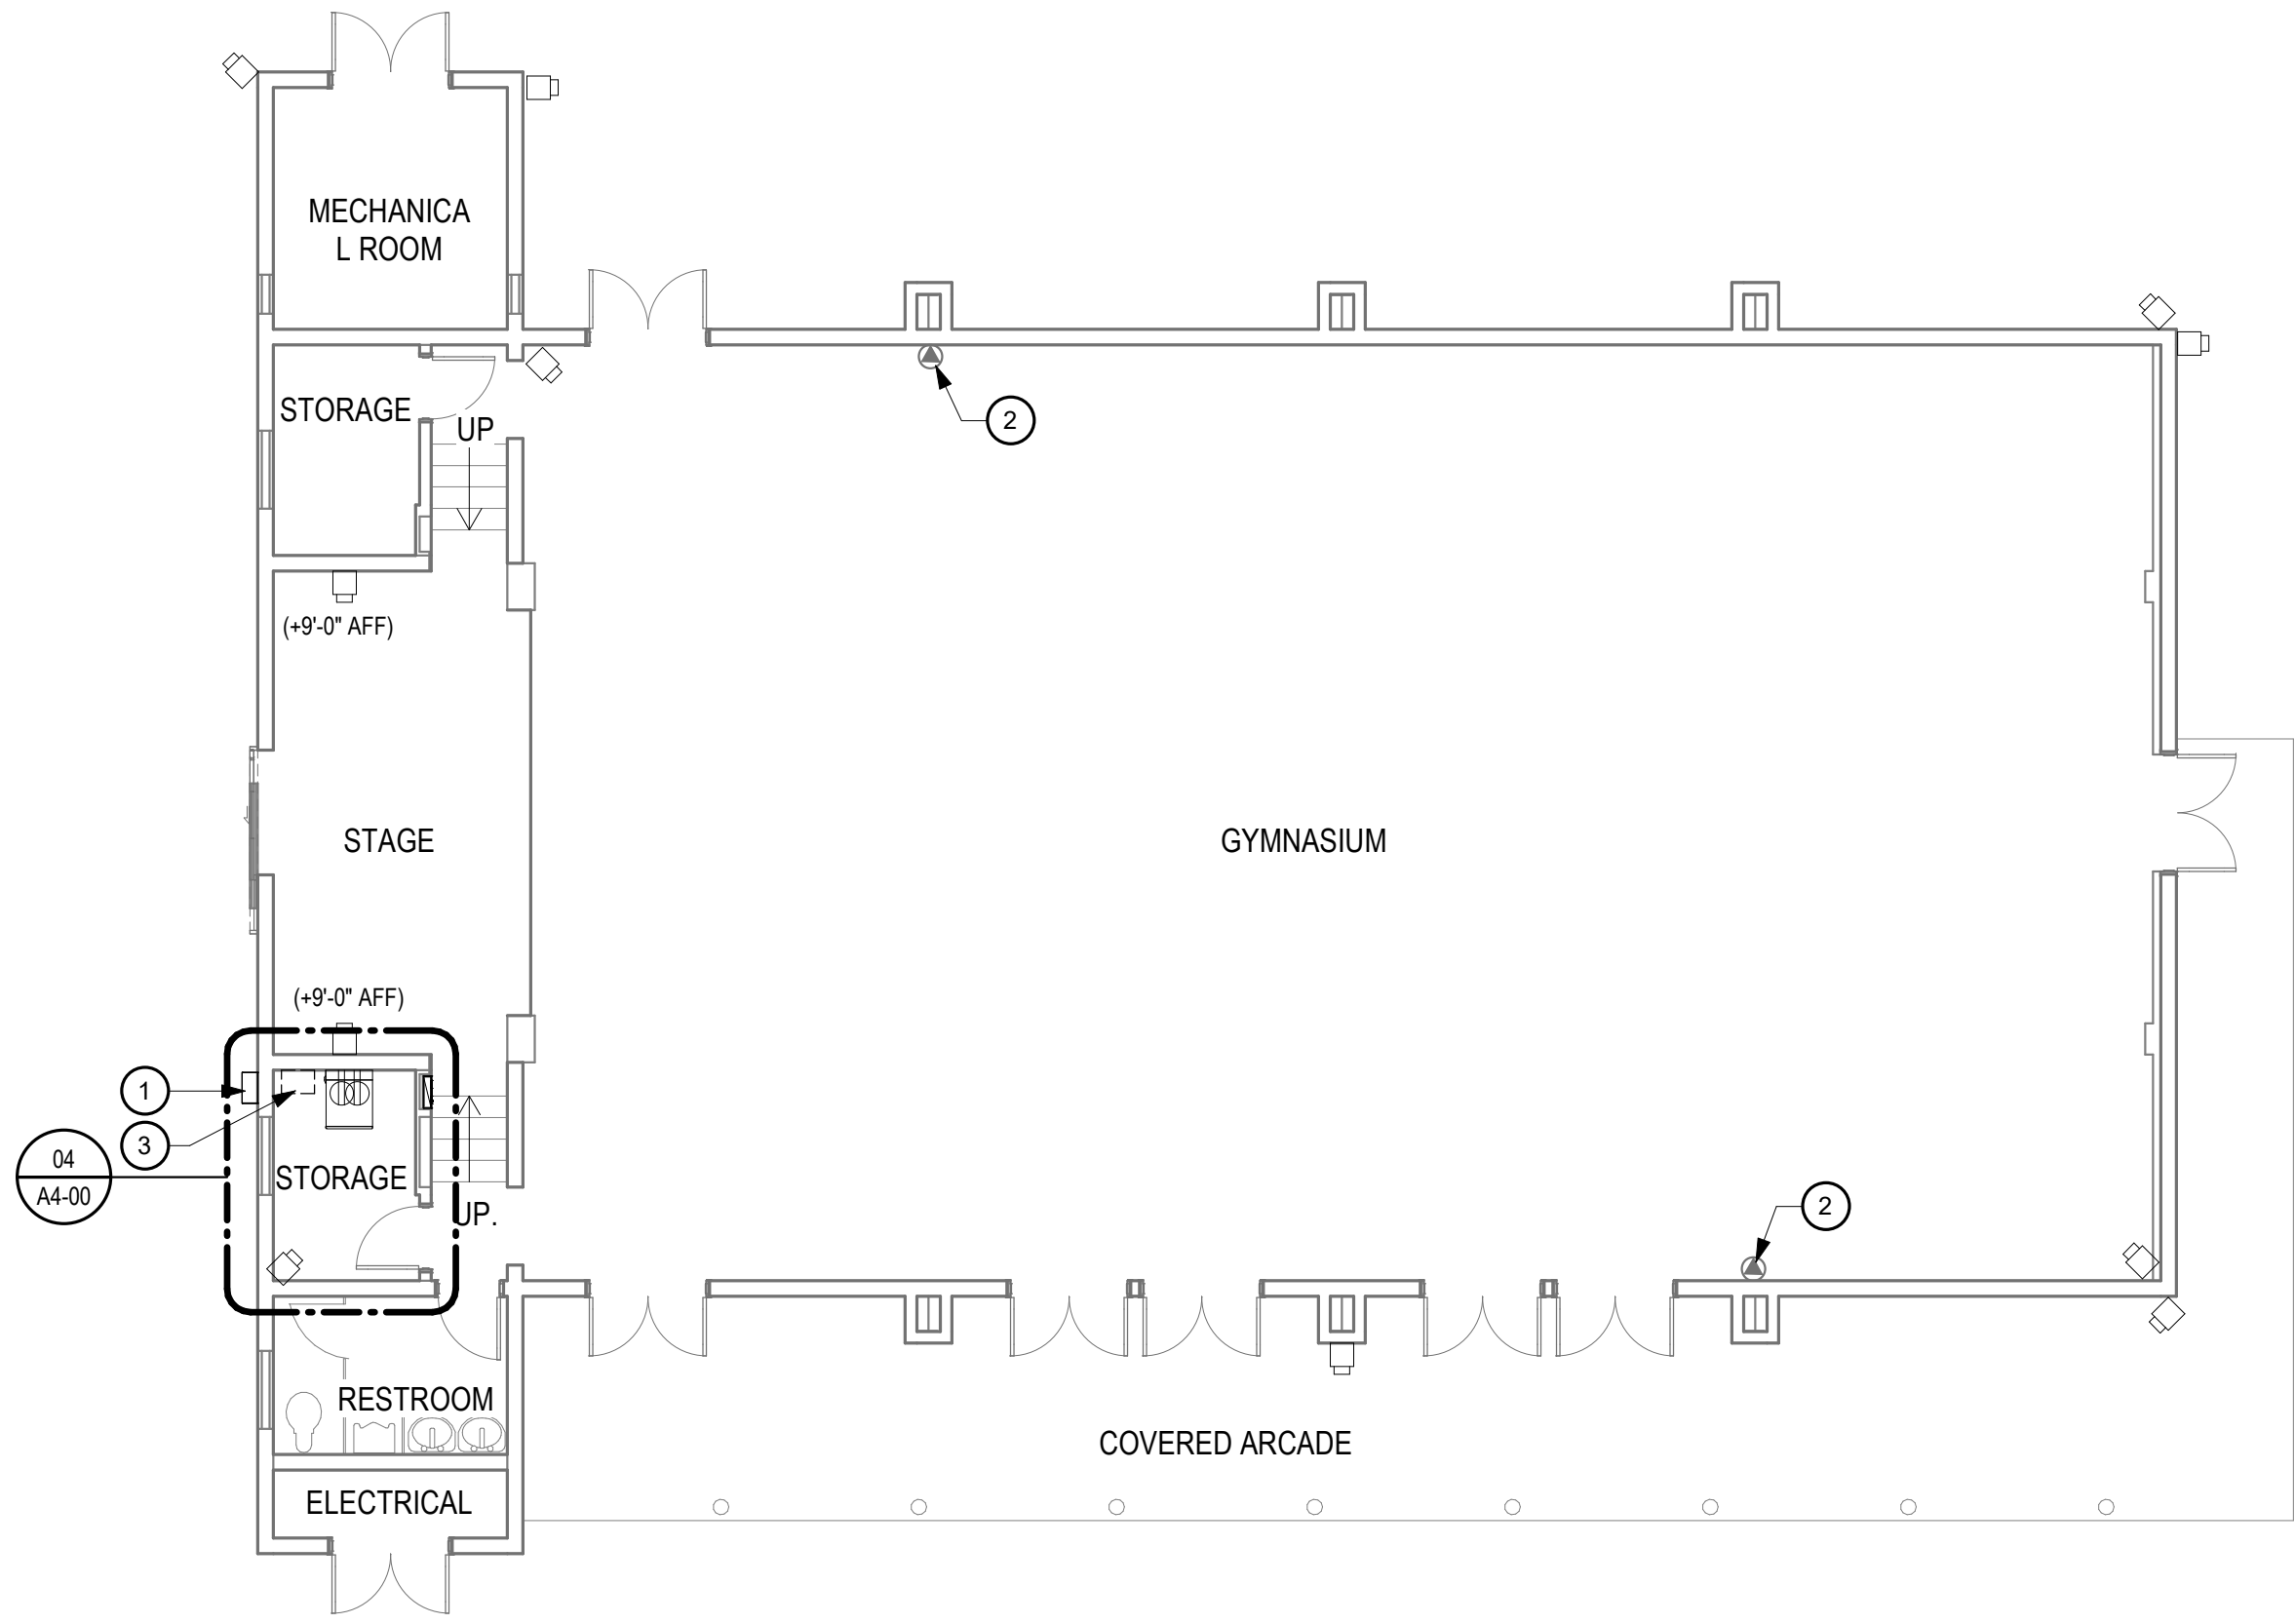 MECHANICA
L ROOM
STORAGE
UP
2
(+9'-0" AFF)
STAGE
GYMNASIUM
(+9'-0" AFF)
1
3
04
A4-00
STORAGE
UP.
2
RESTROOM
COVERED ARCADE
ELECTRICAL